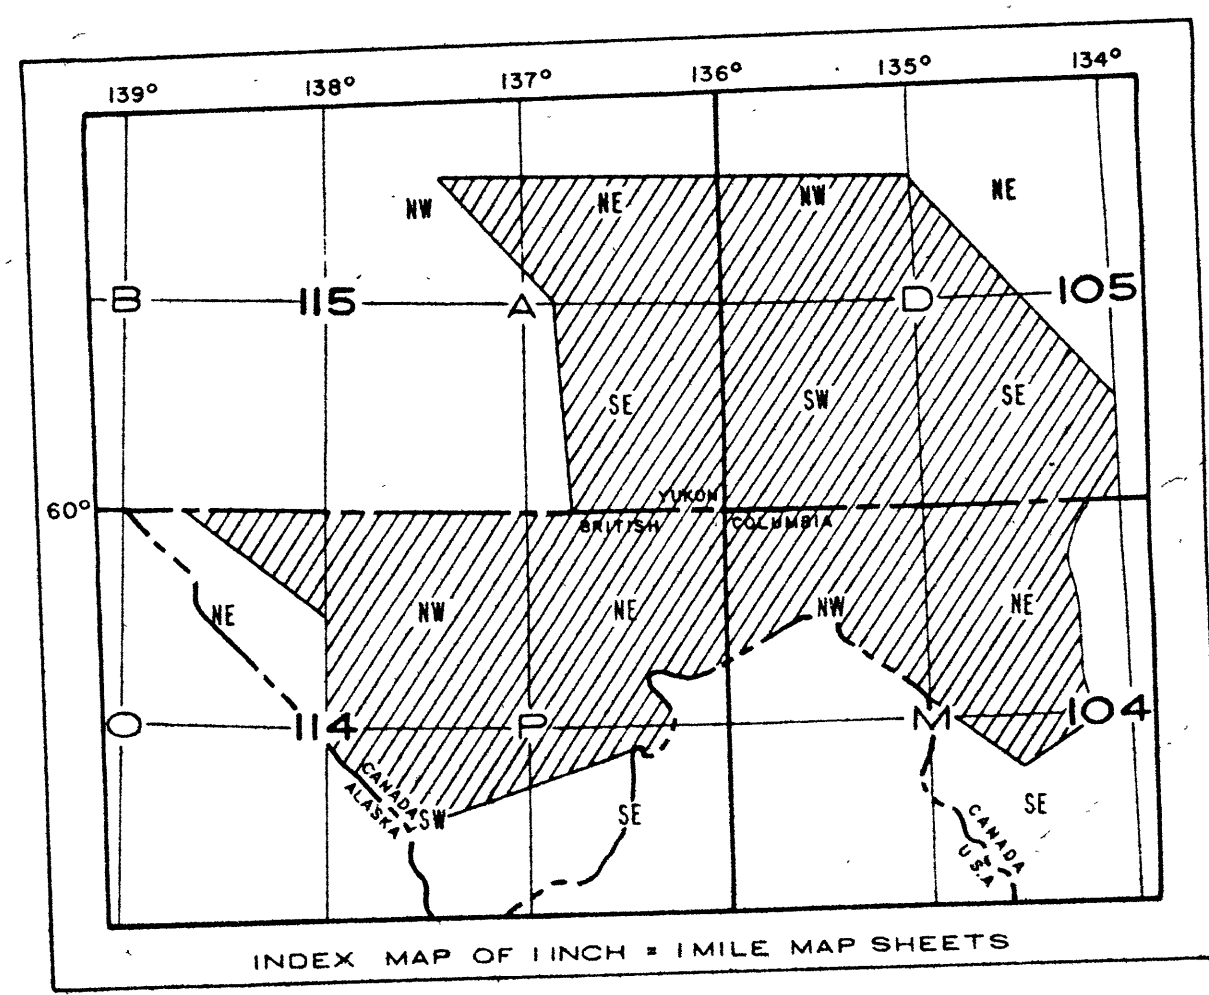 139° 138° 137° 136° 135° 134°
NW NE NW NE
B 115 A D 105
SE SW SE
60° YUKON
BRITISH COLUMBIA
NE NW NE NW NE
O 114 P M 104
CANADA
ALASKA
SW SE SE
CANADA
U.S.A
INDEX MAP OF 1 INCH = 1 MILE MAP SHEETS